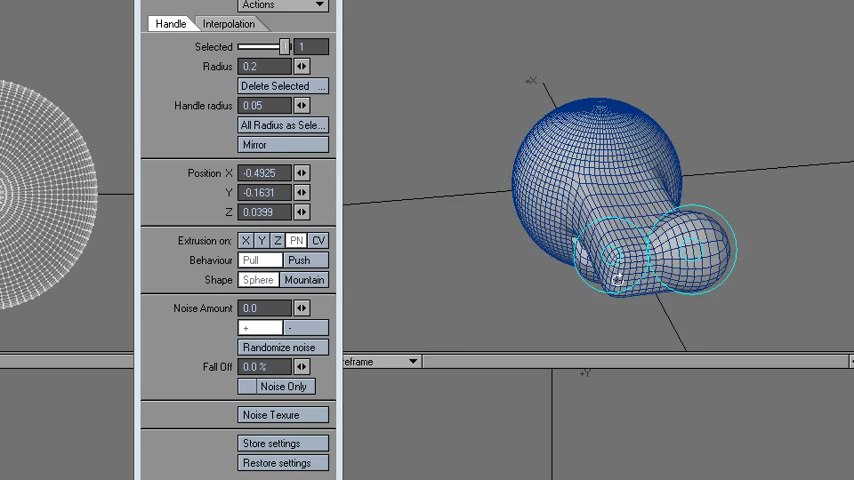 Actions
Handle Interpolation
Selected 1
Radius 0.2
Delete Selected ...
Handle radius 0.05
All Radius as Sele...
Mirror
Position X -0.4925
Y -0.1631
Z 0.0399
Extrusion on: X Y Z PN CV
Behaviour Pull Push
Shape Sphere Mountain
Noise Amount 0.0
+ -
Randomize noise
Fall Off 0.0 %
Noise Only
Noise Texure
Store settings
Restore settings
+X
eframe
+Y